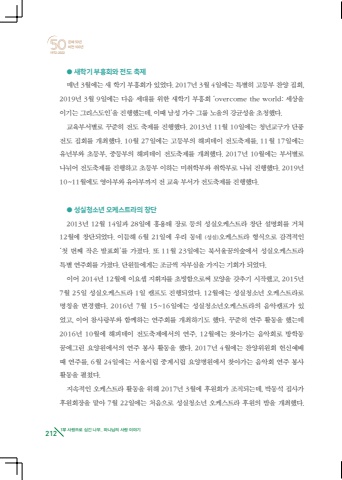 ● 새학기 부흥회와 전도 축제
매년 3월에는 새 학기 부흥회가 있었다. 2017년 3월 4일에는 특별히 고등부 찬양 집회,
2019년 3월 9일에는 다음 세대를 위한 새학기 부흥회 ‘overcome the world: 세상을
이기는 그리스도인’을 진행했는데, 이때 남성 가수 그룹 노을의 강균성을 초청했다.
교육부서별로 꾸준히 전도 축제를 진행했다. 2013년 11월 10일에는 청년교구가 단풍
전도 집회를 개최했다. 10월 27일에는 고등부의 해피데이 전도축제를, 11월 17일에는
유년부와 초등부, 중등부의 해피데이 전도축제를 개최했다. 2017년 10월에는 부서별로
나뉘어 전도축제를 진행하고 초등부 이하는 미취학부와 취학부로 나눠 진행했다. 2019년
10~11월에도 영아부와 유아부까지 전 교육 부서가 전도축제를 진행했다.
● 성실청소년 오케스트라의 창단
2013년 12월 14일과 28일에 홍용태 장로 등의 성실오케스트라 창단 설명회를 거쳐
12월에 창단되었다. 이듬해 6월 21일에 우리 동네 (성실)오케스트라 형식으로 감격적인
‘첫 번째 작은 발표회’를 가졌다. 또 11월 23일에는 북서울꿈의숲에서 성실오케스트라
특별 연주회를 가졌다. 단원들에게는 조금씩 자부심을 가지는 기회가 되었다.
이어 2014년 12월에 이요셉 지휘자를 초빙함으로써 모양을 갖추기 시작했고, 2015년
7월 25일 성실오케스트라 1일 캠프도 진행되었다. 12월에는 성실청소년 오케스트라로
명칭을 변경했다. 2016년 7월 15~16일에는 성실청소년오케스트라의 음악캠프가 있
었고, 이어 찬사랑부와 함께하는 연주회를 개최하기도 했다. 꾸준히 연주 활동을 했는데
2016년 10월에 해피데이 전도축제에서의 연주, 12월에는 찾아가는 음악회로 방학동
꿈에그린 요양원에서의 연주 봉사 활동을 했다. 2017년 4월에는 찬양위원회 헌신예배
때 연주를, 6월 24일에는 서울시립 중계시립 요양병원에서 찾아가는 음악회 연주 봉사
활동을 펼쳤다.
지속적인 오케스트라 활동을 위해 2017년 3월에 후원회가 조직되는데, 박동석 집사가
후원회장을 맡아 7월 22일에는 처음으로 성실청소년 오케스트라 후원의 밤을 개최했다.
212 1부 사랑으로 심긴 나무, 하나님의 사람 이야기